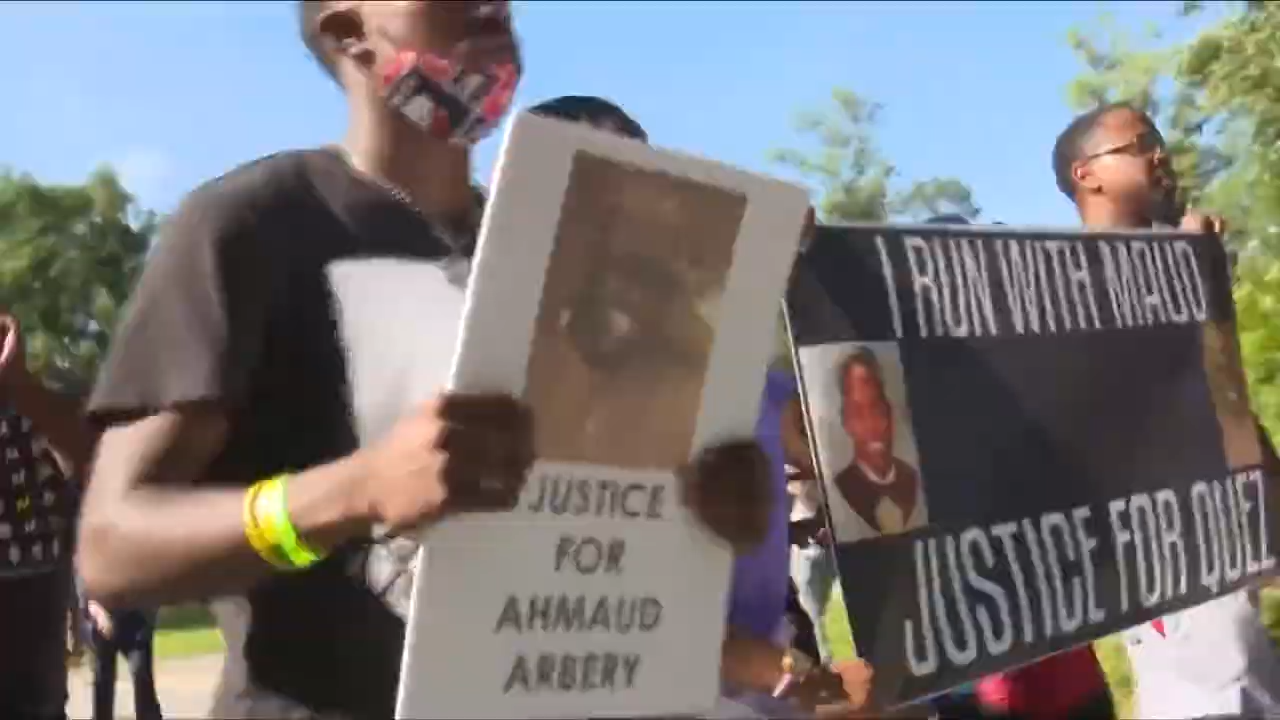 JUSTICE
FOR
AHMAUD
ARBERY
I RUN WITH MAUD
JUSTICE FOR QUEZ